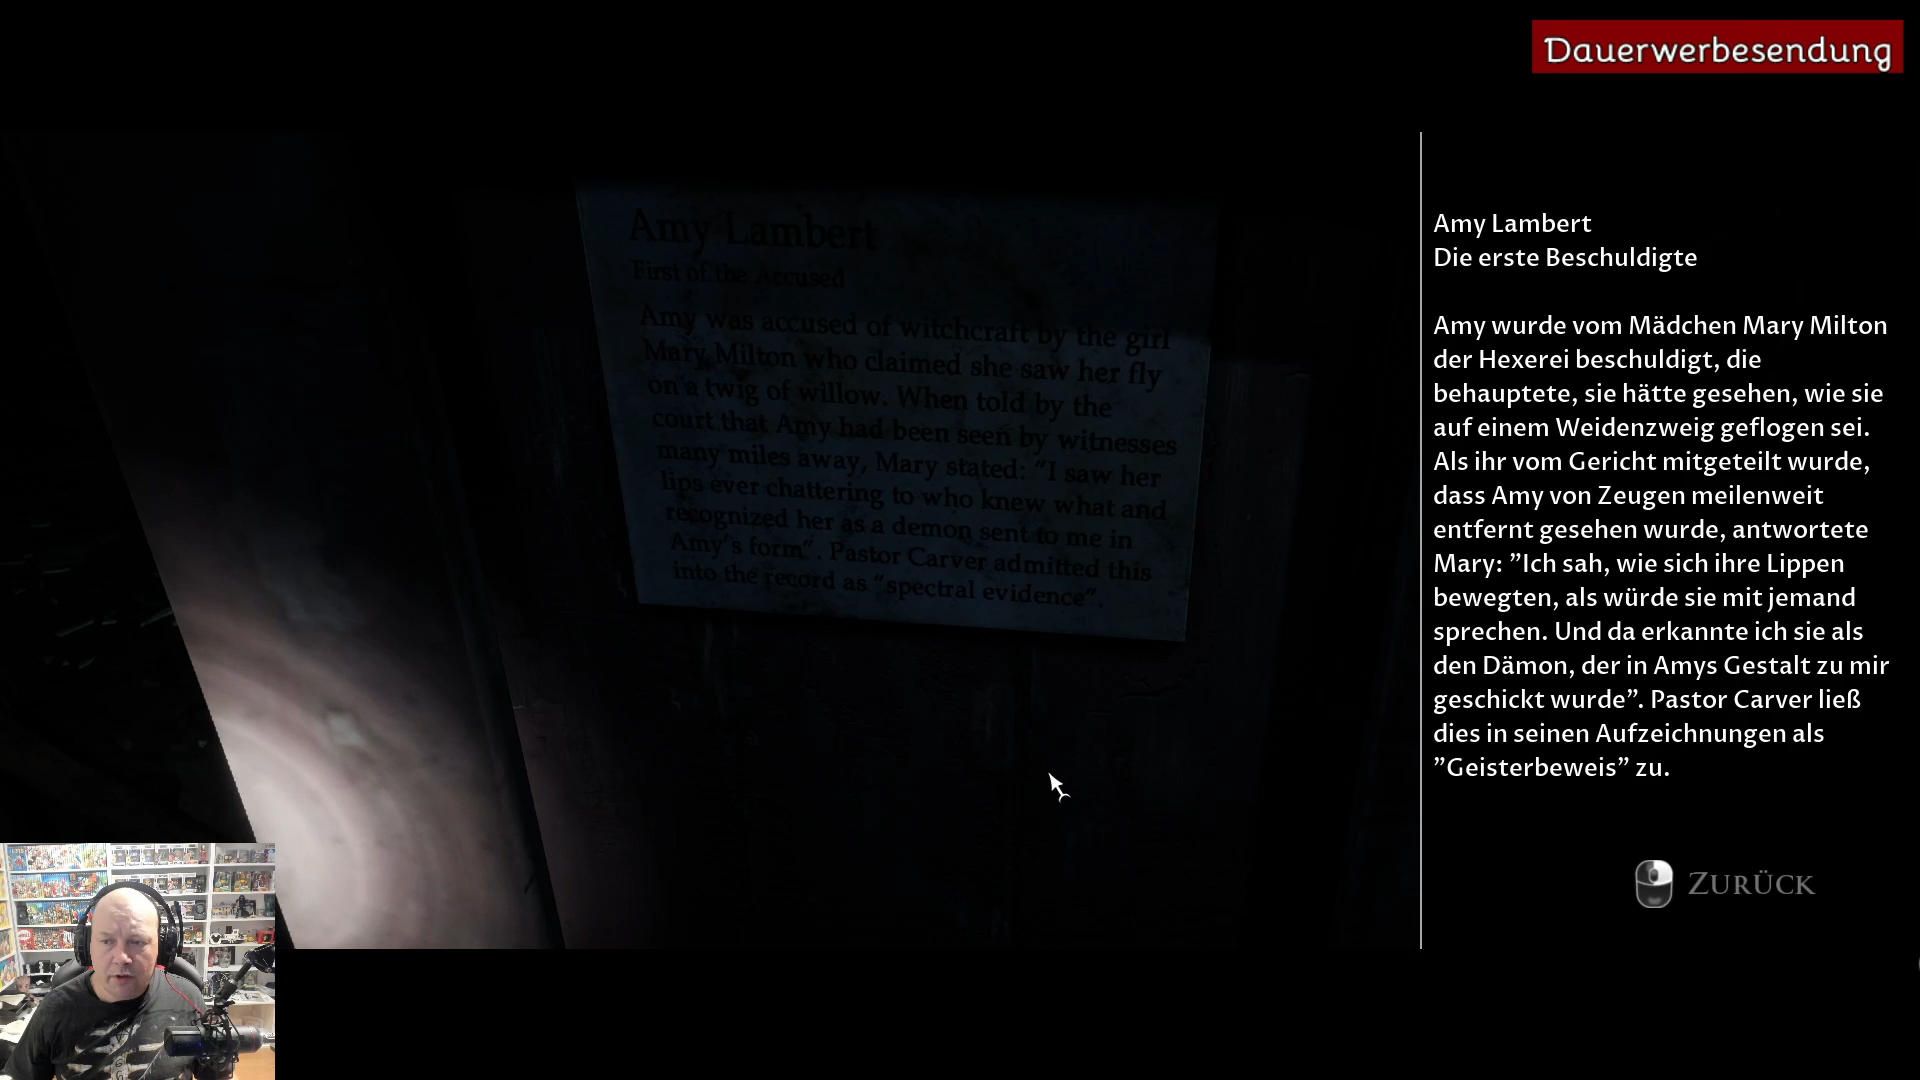 Dauerwerbesendung
Amy Lambert
First of the Accused
Amy was accused of witchcraft by the girl
Mary Milton who claimed she saw her fly
on a twig of willow. When told by the
court that Amy had been seen by witnesses
many miles away, Mary stated: “I saw her
lips ever chattering to who knew what and
recognized her as a demon sent to me in
Amy’s form”. Pastor Carver admitted this
into the record as “spectral evidence”.
Amy Lambert
Die erste Beschuldigte
Amy wurde vom Mädchen Mary Milton
der Hexerei beschuldigt, die
behauptete, sie hätte gesehen, wie sie
auf einem Weidenzweig geflogen sei.
Als ihr vom Gericht mitgeteilt wurde,
dass Amy von Zeugen meilenweit
entfernt gesehen wurde, antwortete
Mary: ”Ich sah, wie sich ihre Lippen
bewegten, als würde sie mit jemand
sprechen. Und da erkannte ich sie als
den Dämon, der in Amys Gestalt zu mir
geschickt wurde”. Pastor Carver ließ
dies in seinen Aufzeichnungen als
”Geisterbeweis” zu.
ZURÜCK